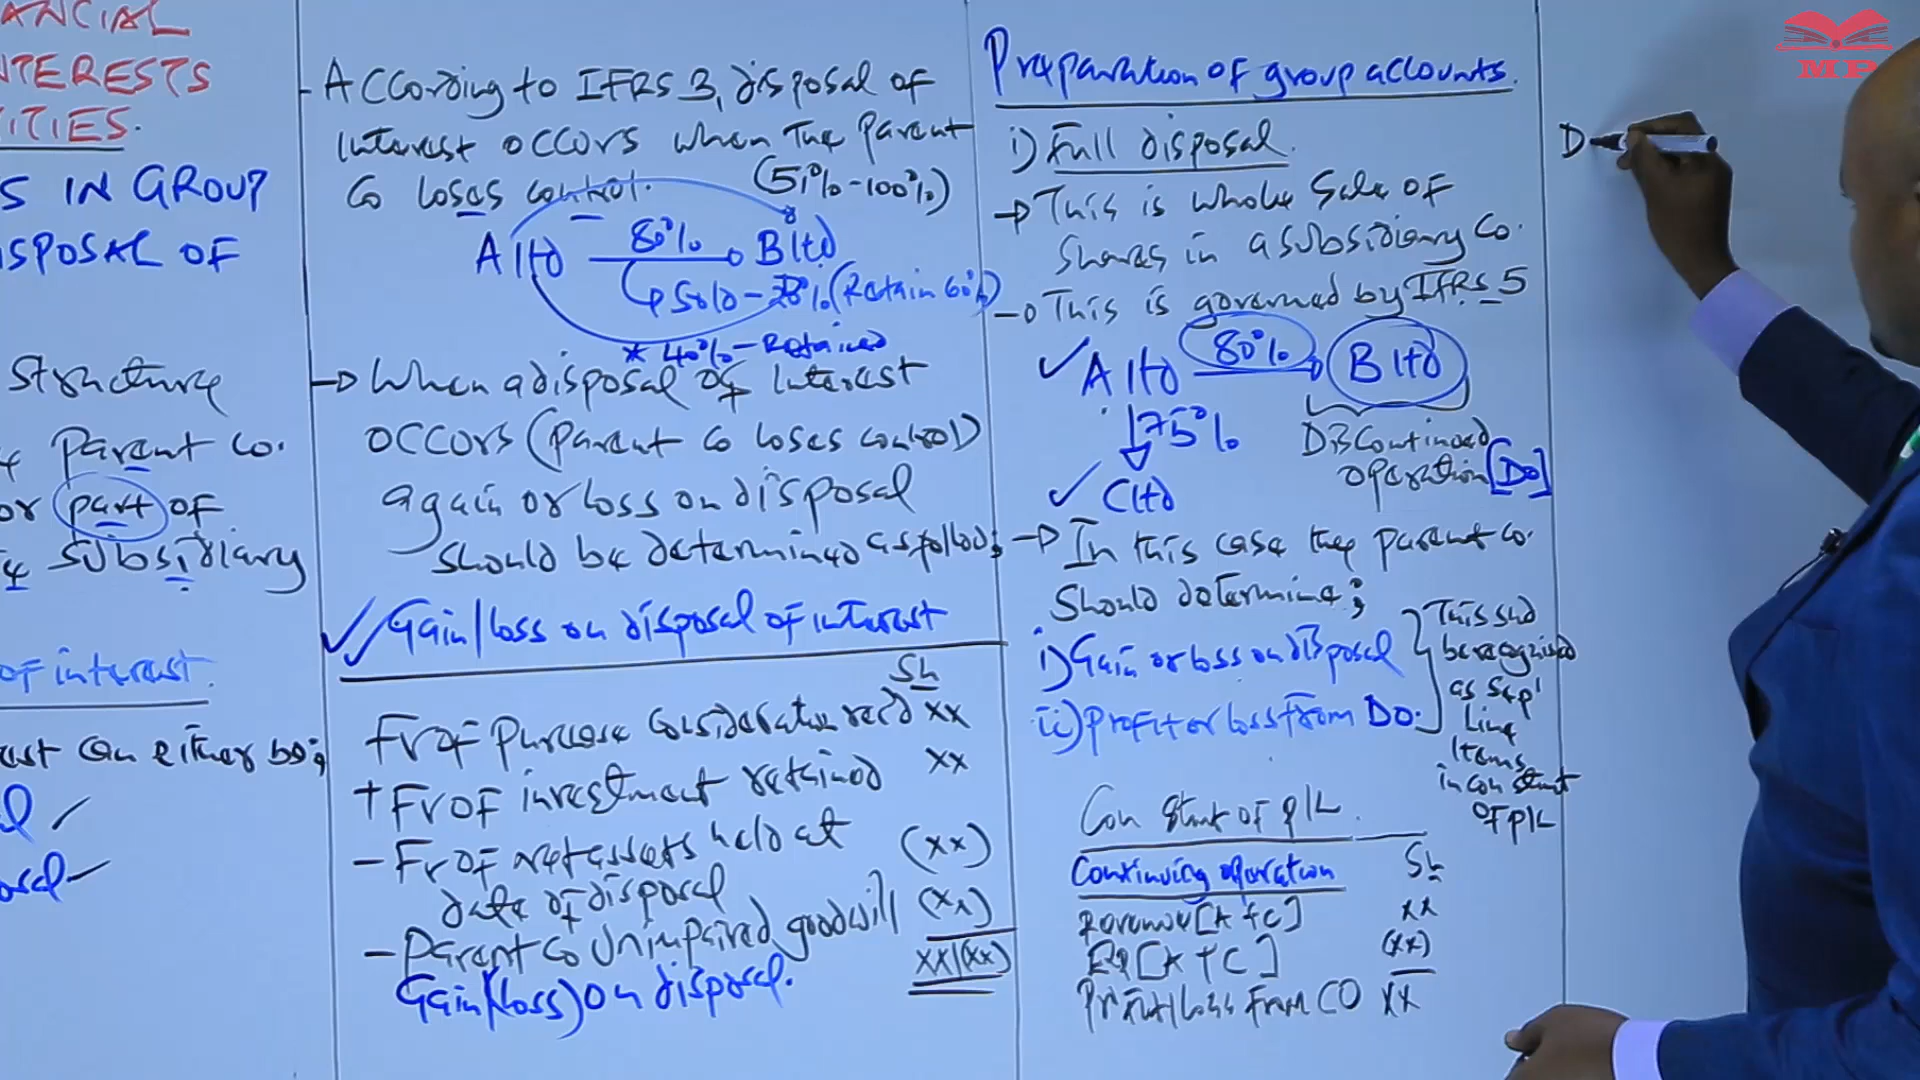 ANCIAL
NTERESTS
ITIES.
S IN GROUP
ISPOSAL OF
Structure
Parent Co.
or part of
subsidiary
of interest.
can either be;
- According to IFRS 3, disposal of
interest occurs when the parent
Co loses control. (51%-100%)
A ltd 80% B ltd
50% - 20% (Retain 60%)
* 40% - Retained
→ When a disposal of interest
occurs (parent Co loses control)
a gain or loss on disposal
should be determined as follows;
Gain/loss on disposal of interest
Sh
FV of purchase consideration rec'd xx
+ FV of investment retained xx
- FV of net assets held at (xx)
date of disposal
- Parent Co unimpaired goodwill (xx)
Gain/(loss) on disposal. xx/(xx)
Preparation of group accounts.
i) Full disposal.
→ This is whole sale of
shares in a subsidiary Co.
→ This is governed by IFRS 5
A ltd 80% B ltd
75%
C ltd
Discontinued
operation [DO]
→ In this case the parent Co.
should determine;
i) Gain or loss on disposal
ii) Profit or loss from DO.
This shd
be recognised
as sep'
line
items
in con stmt
of p/L
Con Stmt of p/L.
Continuing operation Sh
Revenue [A + C] xx
Exp [A + C] (xx)
Profit/loss from CO xx
D
MP